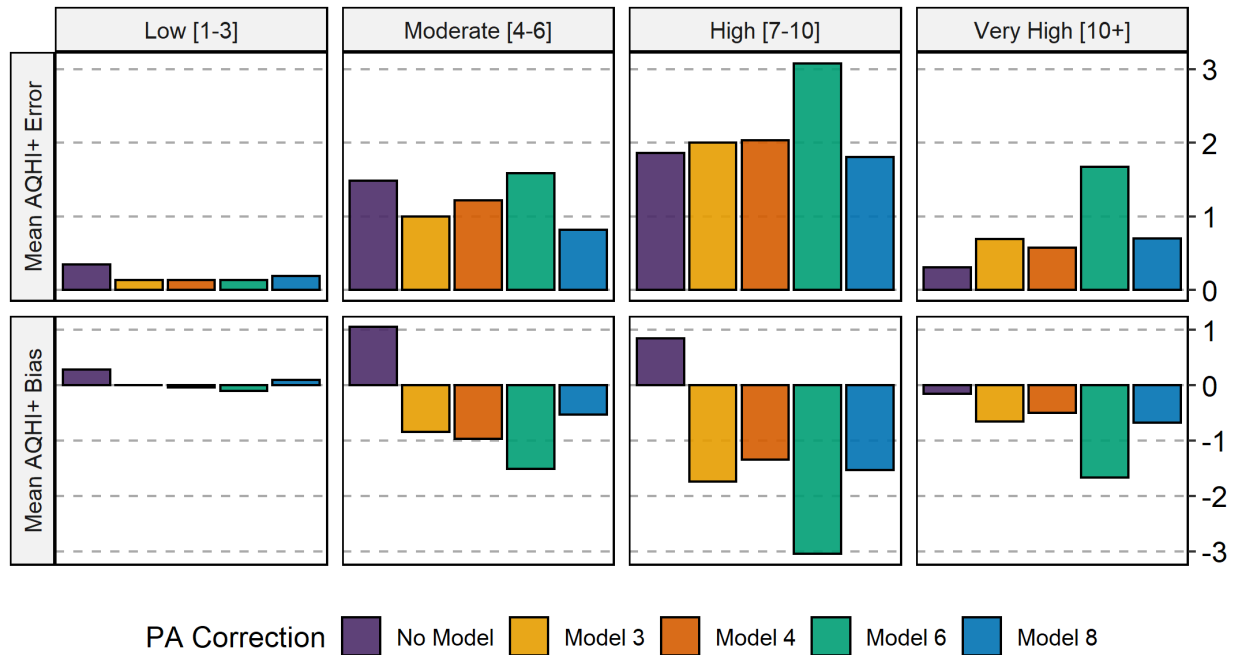 Low [1-3] Moderate [4-6] High [7-10] Very High [10+]
Mean AQHI+ Error
3
2
1
0
Mean AQHI+ Bias
1
0
-1
-2
-3
PA Correction No Model Model 3 Model 4 Model 6 Model 8